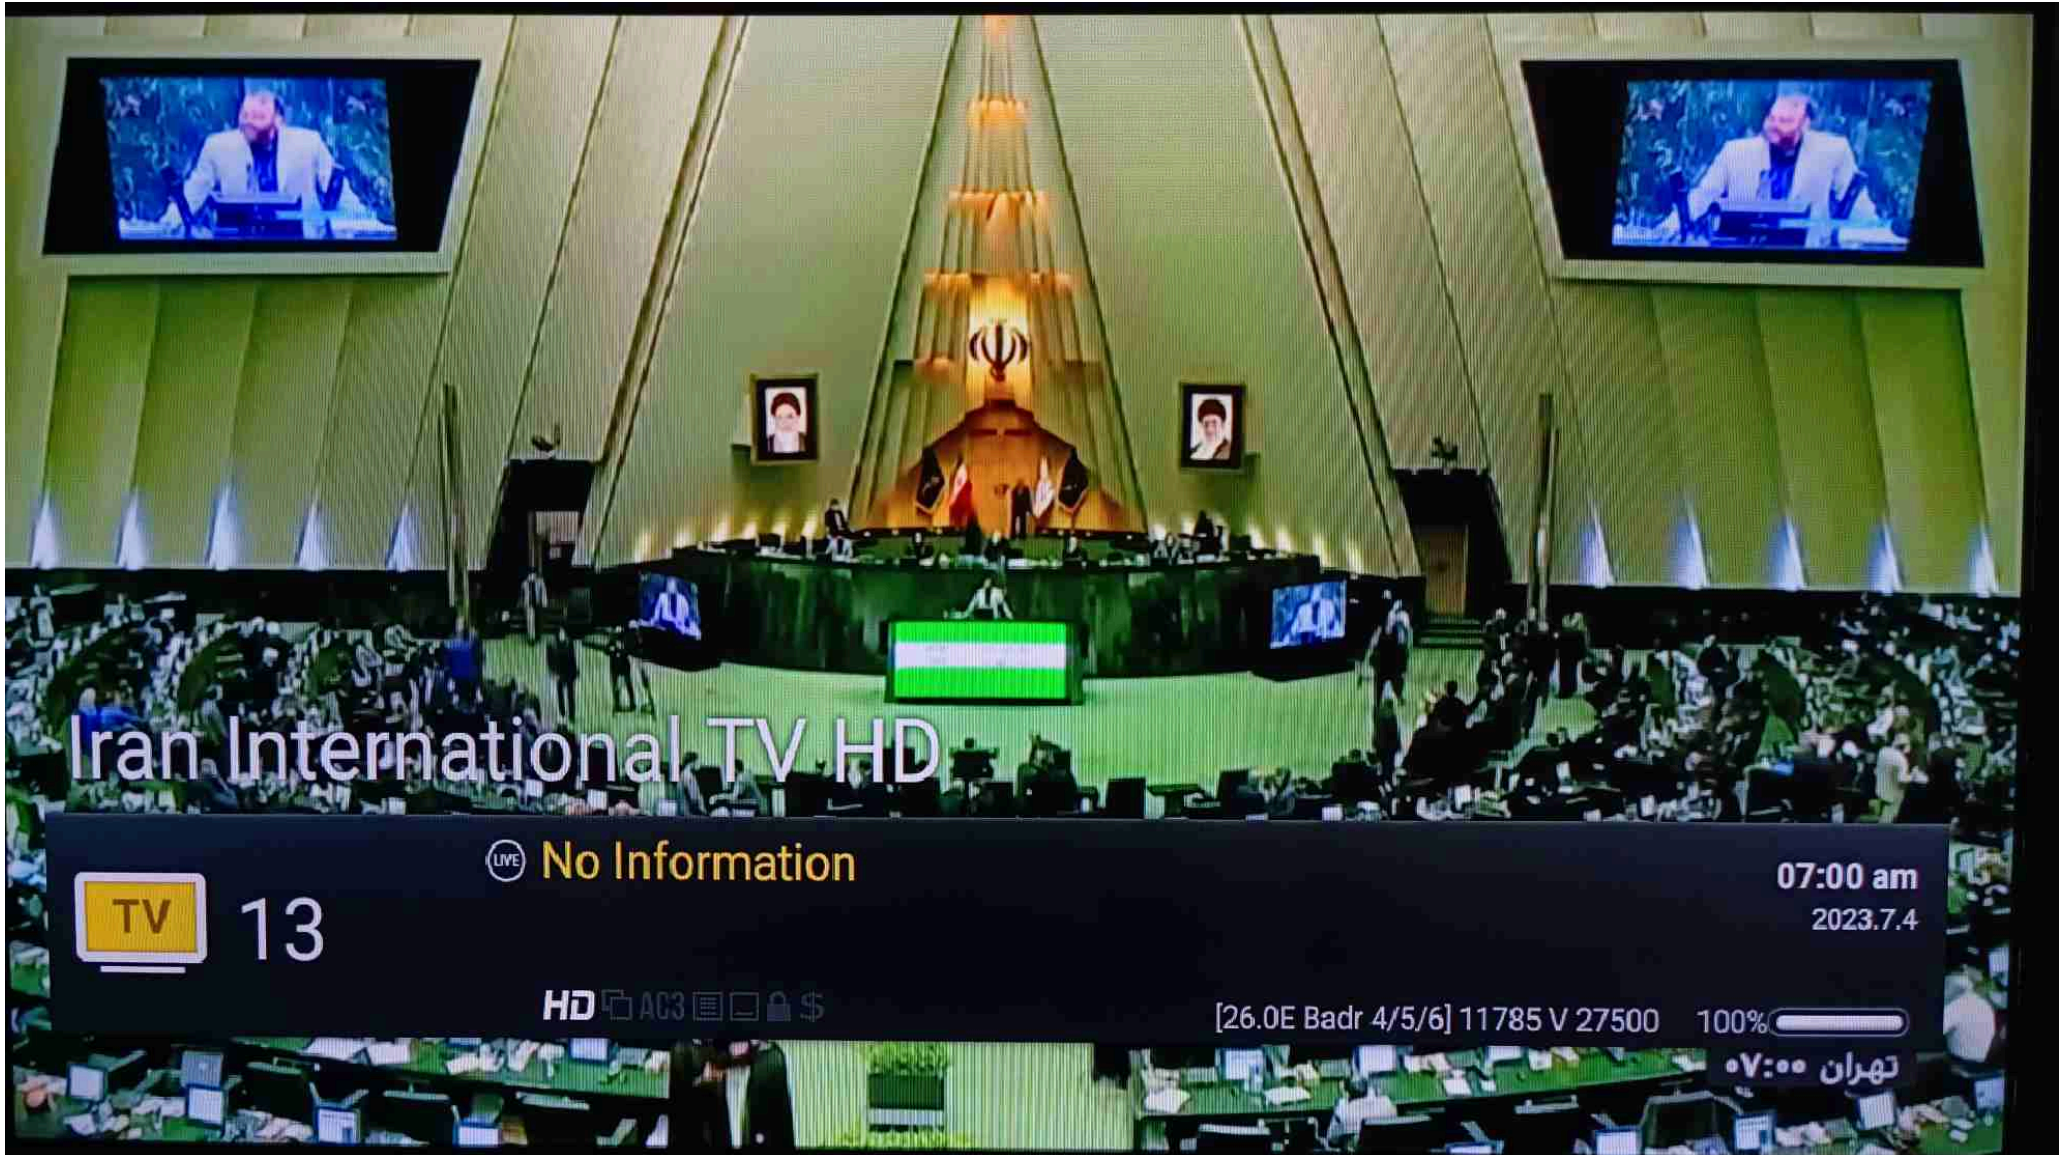 Iran International TV HD
LIVE No Information
07:00 am
TV 13
2023.7.4
HD AC3 $
[26.0E Badr 4/5/6] 11785 V 27500 100%
تهران ۰۷:۰۰